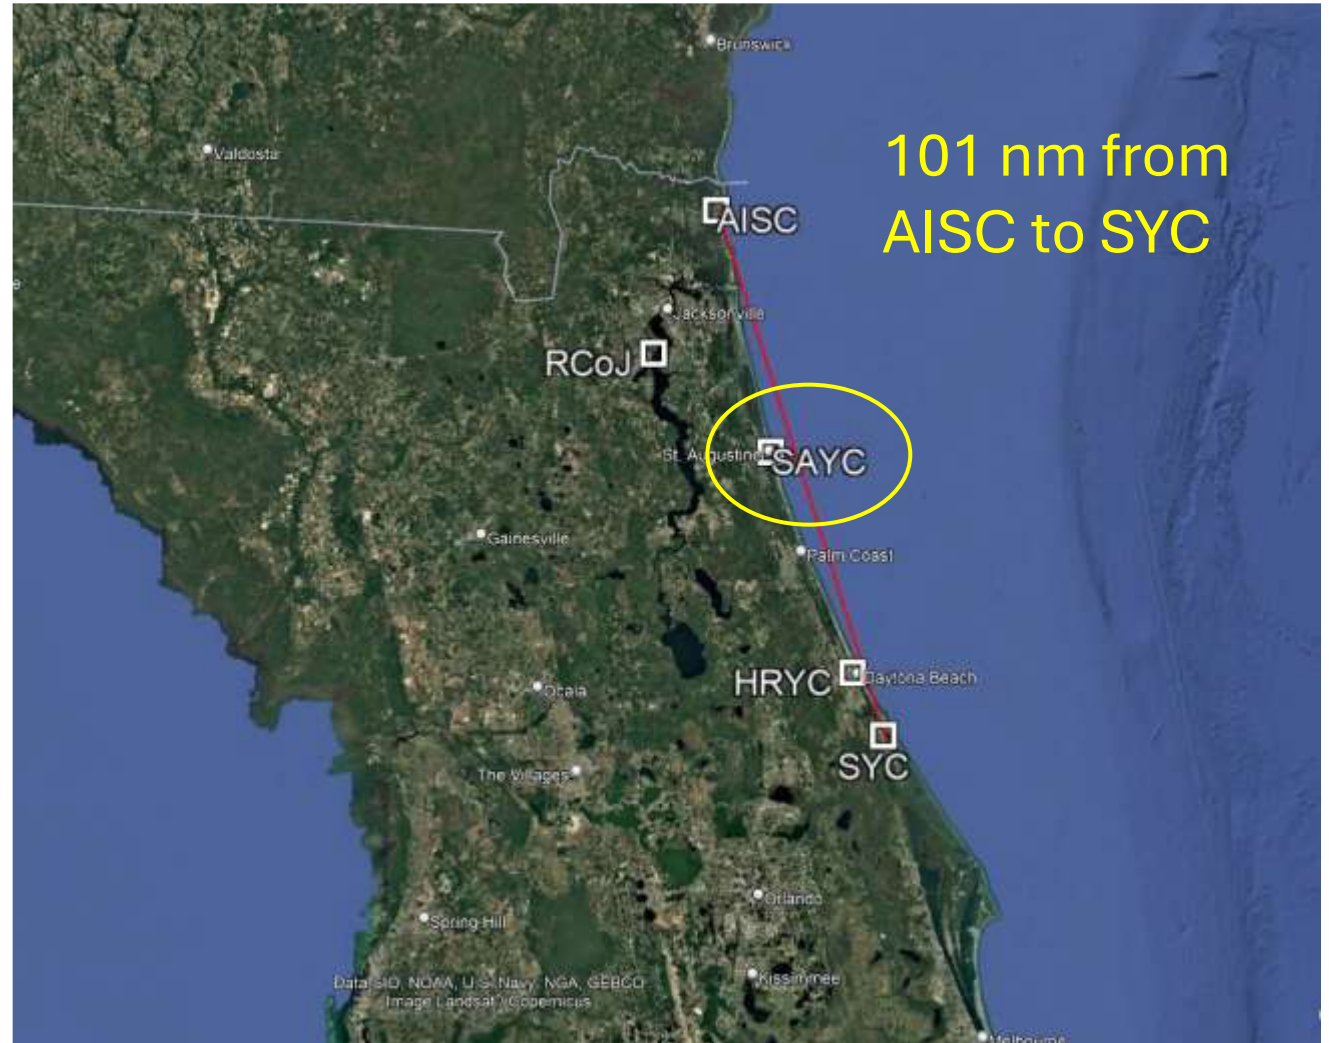 Brunswick
101 nm from
AISC to SYC
Valdosta
AISC
Jacksonville
RCoJ
St. Augustine
SAYC
Gainesville
Palm Coast
HRYC
Daytona Beach
Ocala
SYC
The Villages
Orlando
Spring Hill
Kissimmee
Data SIO, NOAA, U.S. Navy, NGA, GEBCO
Image Landsat / Copernicus
Melbourne